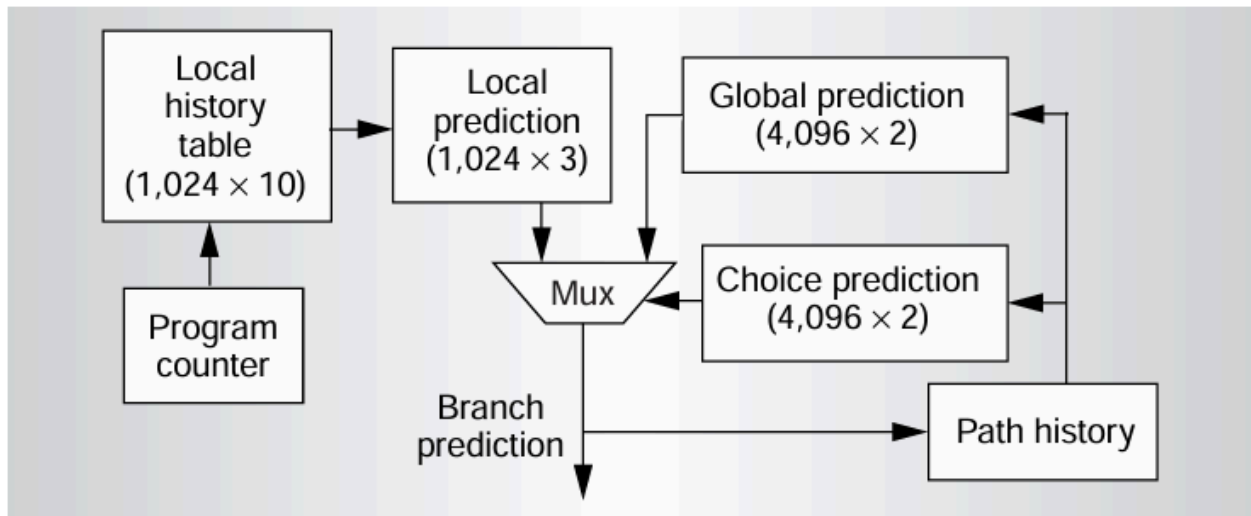 Local
history
table
(1,024 × 10)
Local
prediction
(1,024 × 3)
Global prediction
(4,096 × 2)
Choice prediction
(4,096 × 2)
Mux
Program
counter
Branch
prediction
Path history